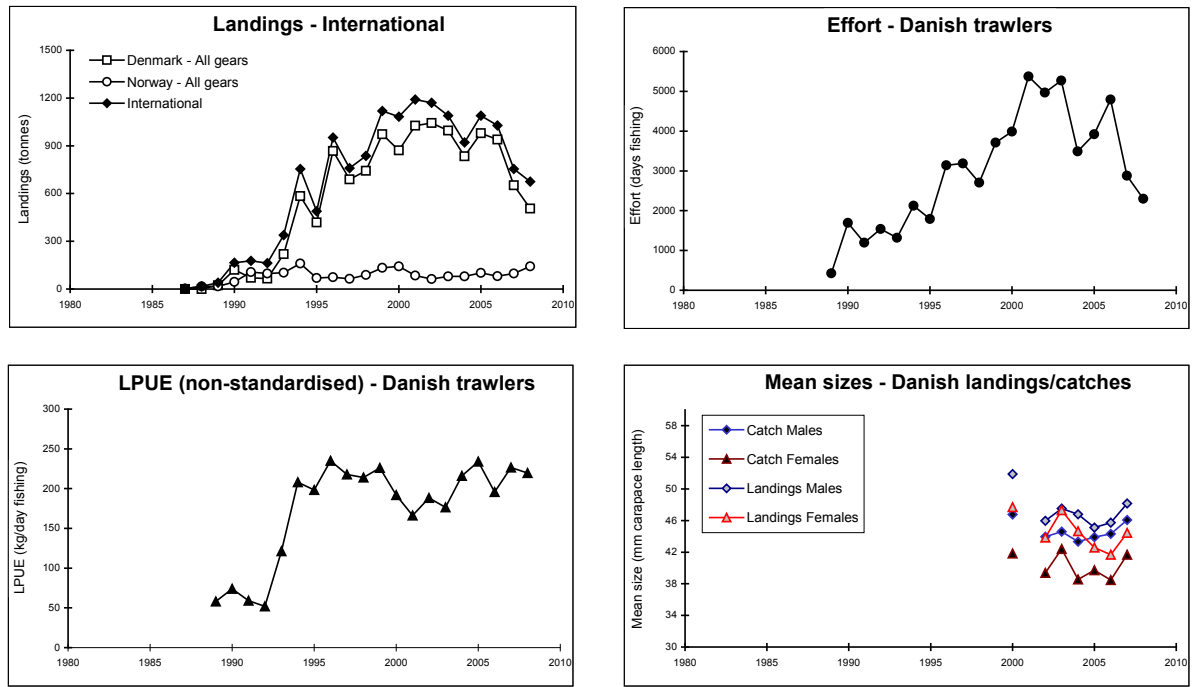 Landings - International
1500
1200
900
600
300
0
Landings (tonnes)
Denmark - All gears
Norway - All gears
International
1980 1985 1990 1995 2000 2005 2010
Effort - Danish trawlers
6000
5000
4000
3000
2000
1000
0
Effort (days fishing)
1980 1985 1990 1995 2000 2005 2010
LPUE (non-standardised) - Danish trawlers
300
250
200
150
100
50
0
LPUE (kg/day fishing)
1980 1985 1990 1995 2000 2005 2010
Mean sizes - Danish landings/catches
58
54
50
46
42
38
34
30
Mean size (mm carapace length)
Catch Males
Catch Females
Landings Males
Landings Females
1980 1985 1990 1995 2000 2005 2010